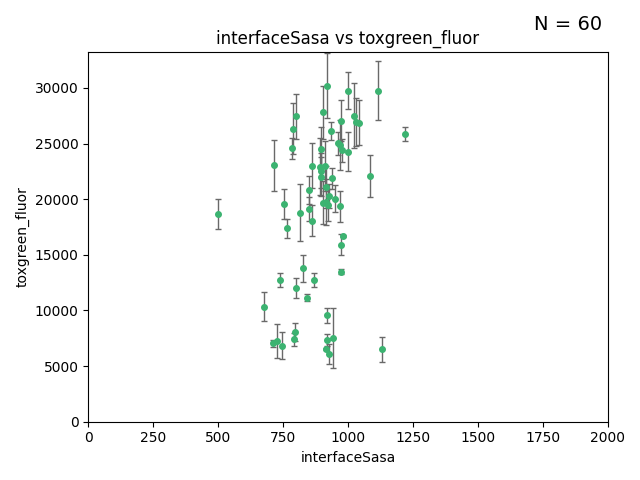 N = 60
interfaceSasa vs toxgreen_fluor
toxgreen_fluor
30000
25000
20000
15000
10000
5000
0
0 250 500 750 1000 1250 1500 1750 2000
interfaceSasa